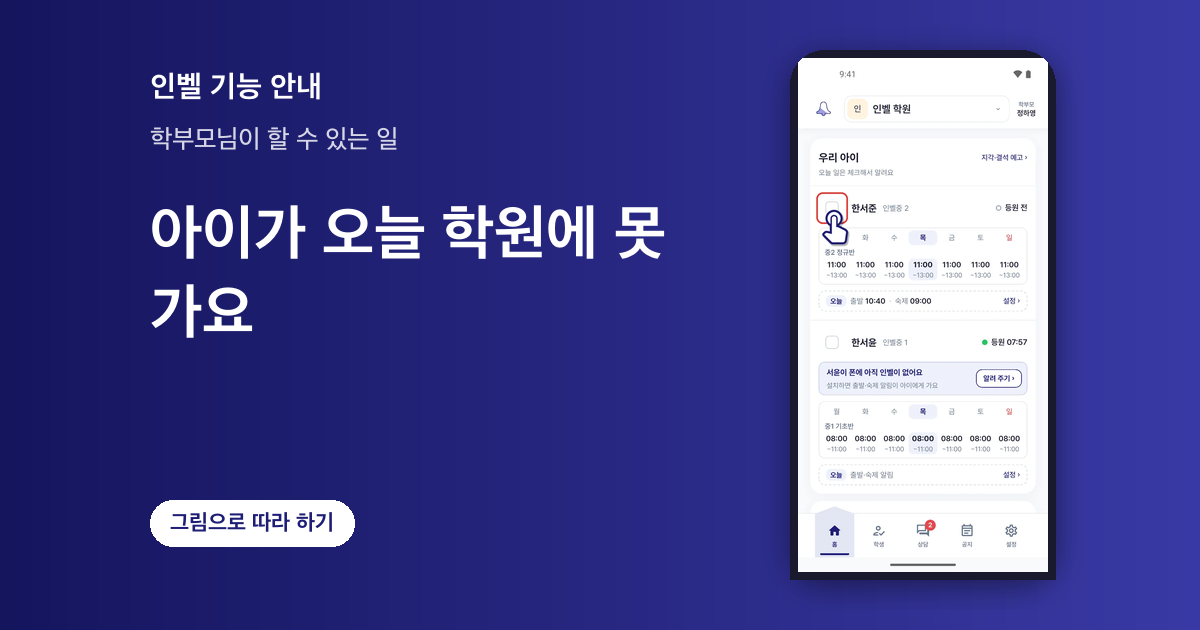 인벨 기능 안내
학부모님이 할 수 있는 일
아이가 오늘 학원에 못
가요
그림으로 따라 하기
9:41
인 인벨 학원
학부모
정하영
우리 아이 지각·결석 예고 ›
오늘 일은 체크해서 알려요
한서준 인벨중 2 등원 전
화 수 목 금 토 일
중2 정규반
11:00 11:00 11:00 11:00 11:00 11:00 11:00
~13:00 ~13:00 ~13:00 ~13:00 ~13:00 ~13:00 ~13:00
오늘 출발 10:40 · 숙제 09:00 설정 ›
한서윤 인벨중 1 등원 07:57
서윤이 폰에 아직 인벨이 없어요
설치하면 출발·숙제 알림이 아이에게 가요
알려 주기 ›
월 화 수 목 금 토 일
중1 기초반
08:00 08:00 08:00 08:00 08:00 08:00 08:00
~11:00 ~11:00 ~11:00 ~11:00 ~11:00 ~11:00 ~11:00
오늘 출발·숙제 알림 설정 ›
2
홈 학생 상담 공지 설정